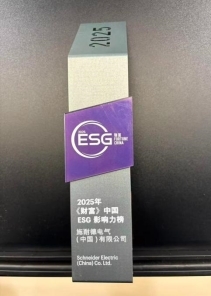 2025
ESG
财富
FORTUNE
CHINA
2025年
《财富》中国
ESG 影响力榜
施耐德电气
（中国）有限公司
Schneider Electric
(China) Co. Ltd.